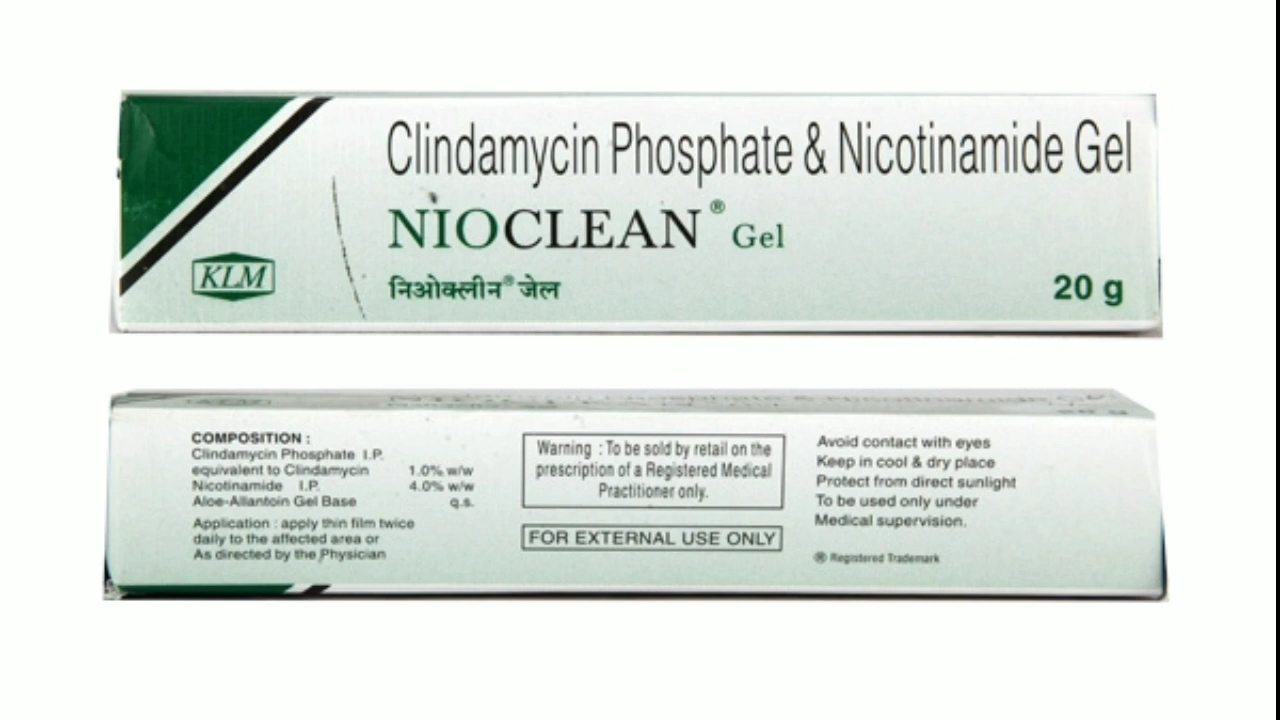 Clindamycin Phosphate & Nicotinamide Gel
NIOCLEAN® Gel
KLM
निओक्लीन® जेल
20 g
COMPOSITION :
Clindamycin Phosphate I.P.
equivalent to Clindamycin 1.0% w/w
Nicotinamide I.P. 4.0% w/w
Aloe-Allantoin Gel Base q.s.
Application : apply thin film twice
daily to the affected area or
As directed by the Physician
Warning : To be sold by retail on the
prescription of a Registered Medical
Practitioner only.
FOR EXTERNAL USE ONLY
Avoid contact with eyes
Keep in cool & dry place
Protect from direct sunlight
To be used only under
Medical supervision.
® Registered Trademark